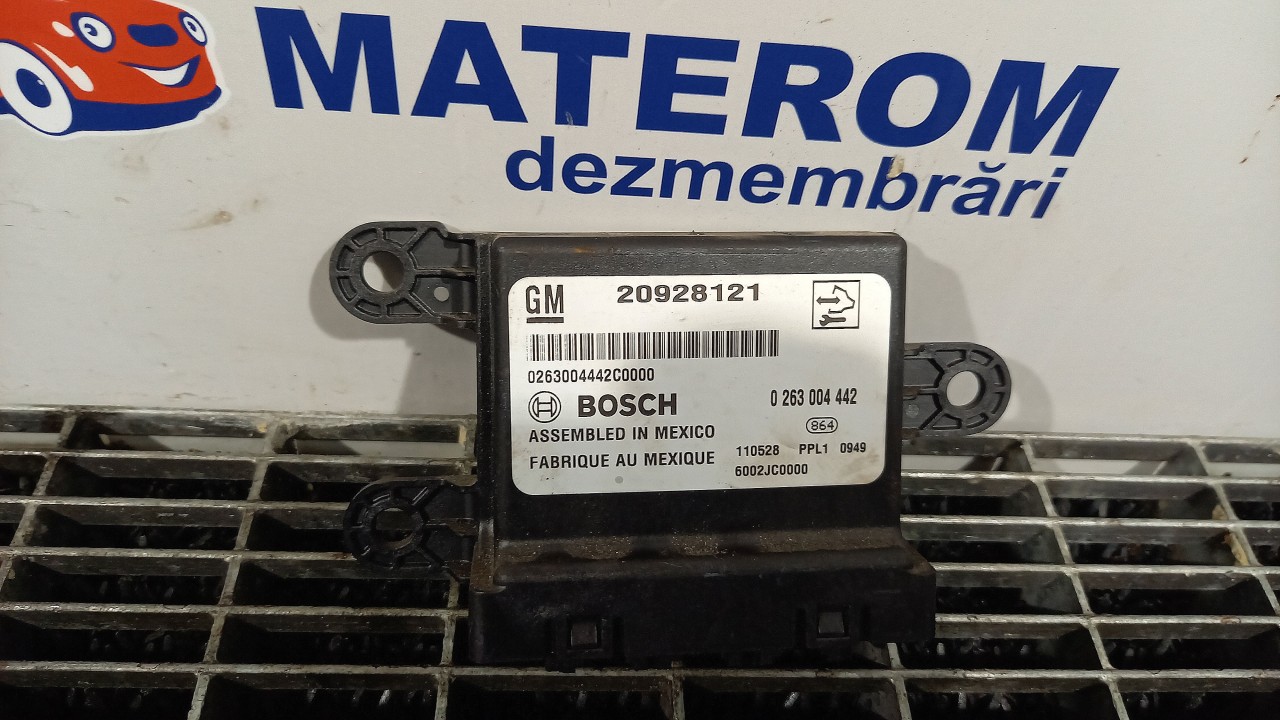 MATEROM
dezmembrări
GM 20928121
0263004442C0000
BOSCH 0 263 004 442
864
ASSEMBLED IN MEXICO
FABRIQUE AU MEXIQUE
110528 PPL1 0949
6002JC0000